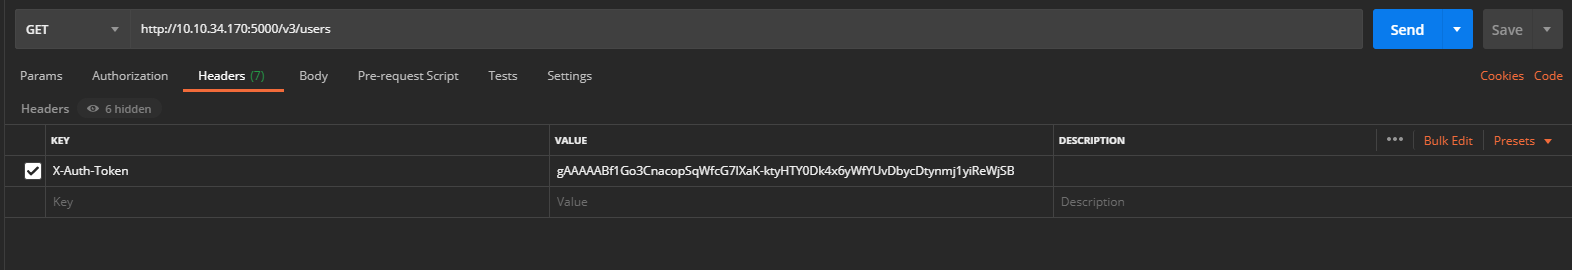 GET http://10.10.34.170:5000/v3/users Send Save
Params Authorization Headers (7) Body Pre-request Script Tests Settings Cookies Code
Headers 6 hidden
KEY VALUE DESCRIPTION ••• Bulk Edit Presets
X-Auth-Token gAAAAABf1Go3CnacopSqWfcG7lXaK-ktyHTY0Dk4x6yWfYUvDbycDtynmj1yiReWjSB
Key Value Description